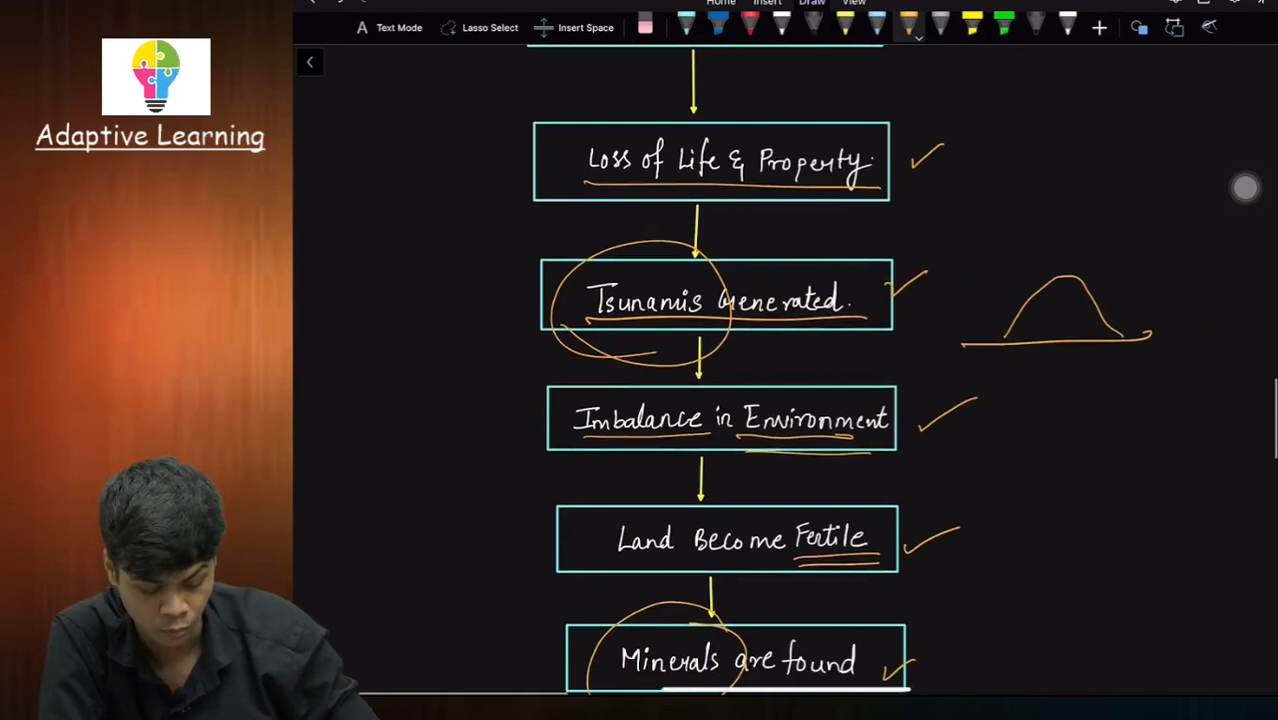 Home Insert Draw View
Text Mode Lasso Select Insert Space
Adaptive Learning
Loss of Life & Property.
Tsunamis Generated.
Imbalance in Environment
Land Become Fertile
Minerals are found